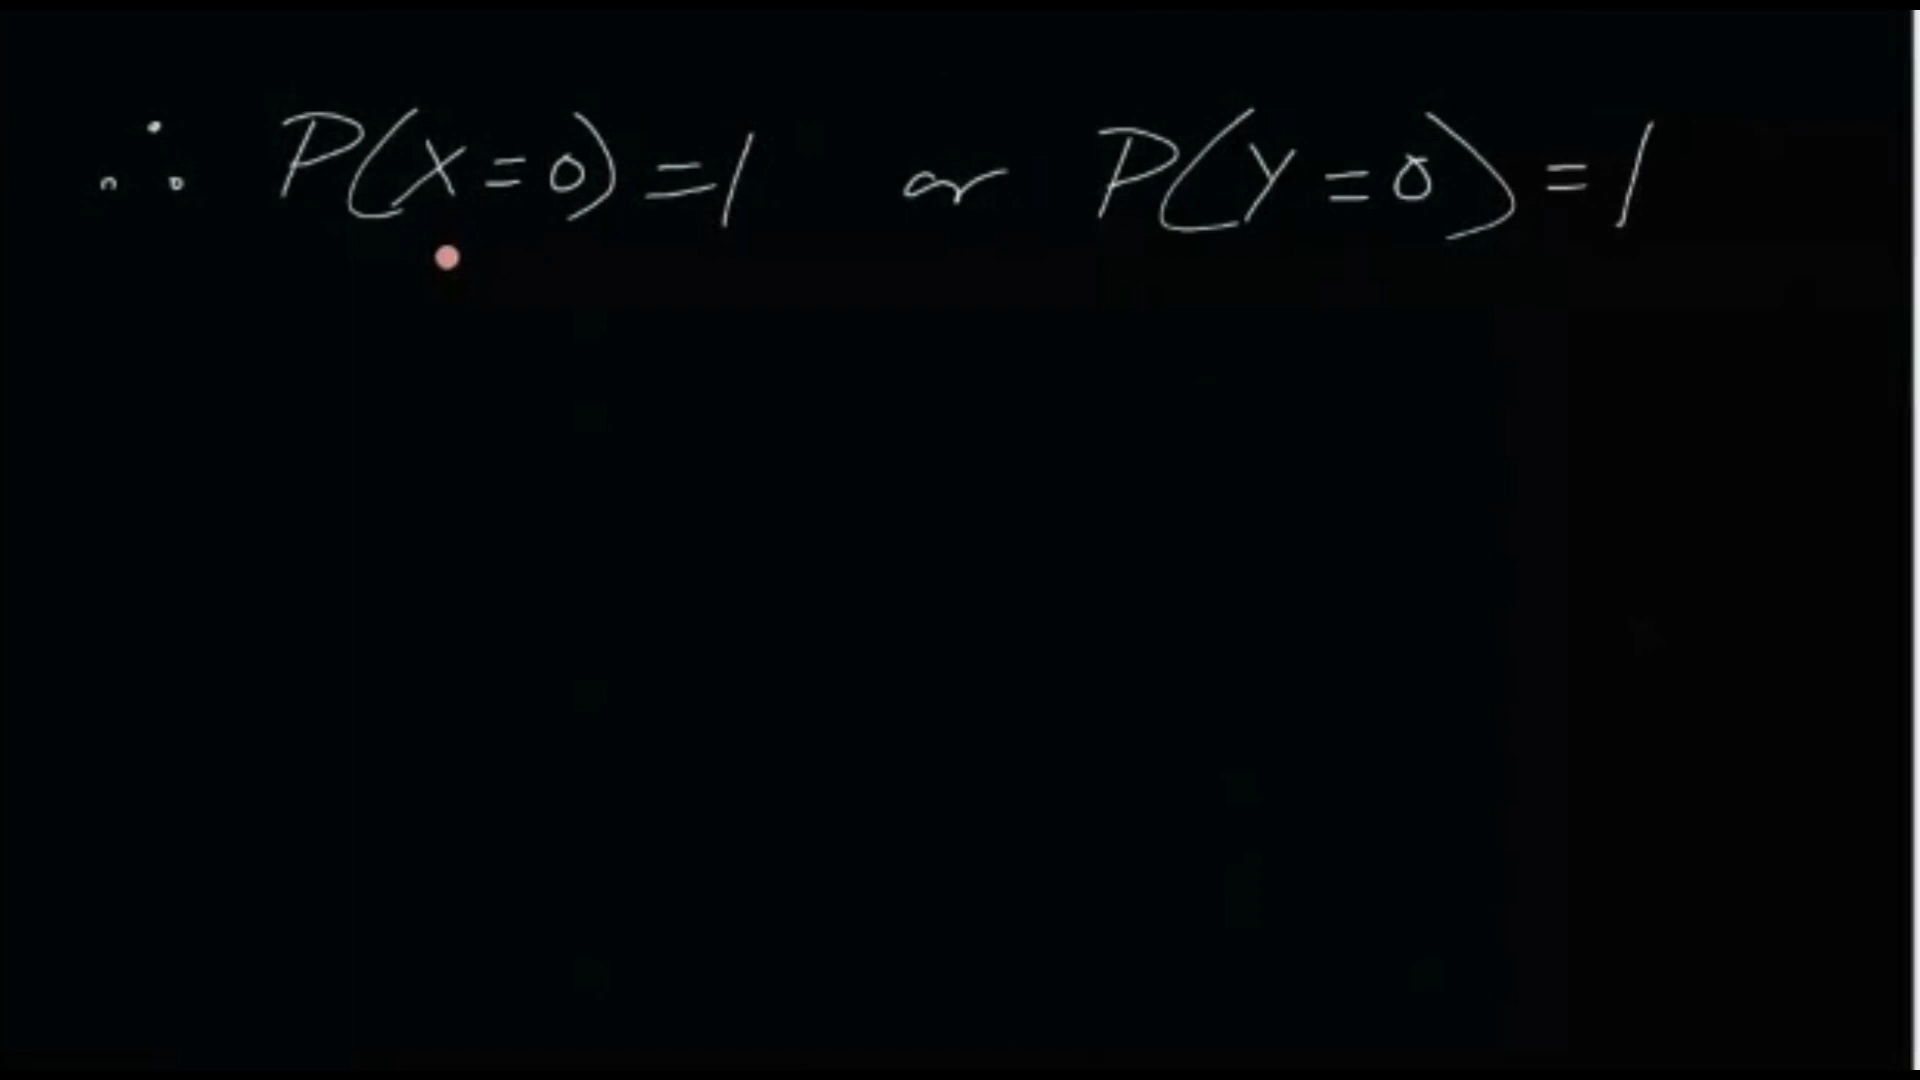 ∴ P(X=0)=1 or P(Y=0)=1